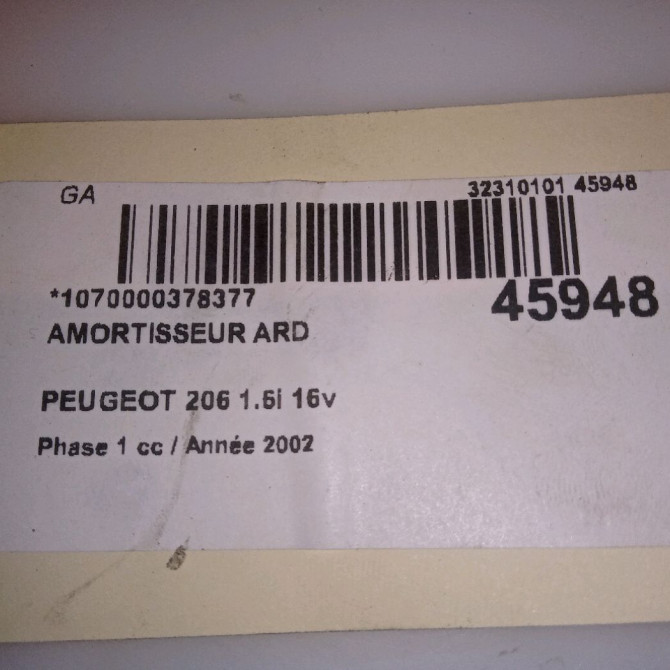 GA
32310101 45948
*1070000378377
45948
AMORTISSEUR ARD
PEUGEOT 206 1.6i 16v
Phase 1 cc / Année 2002